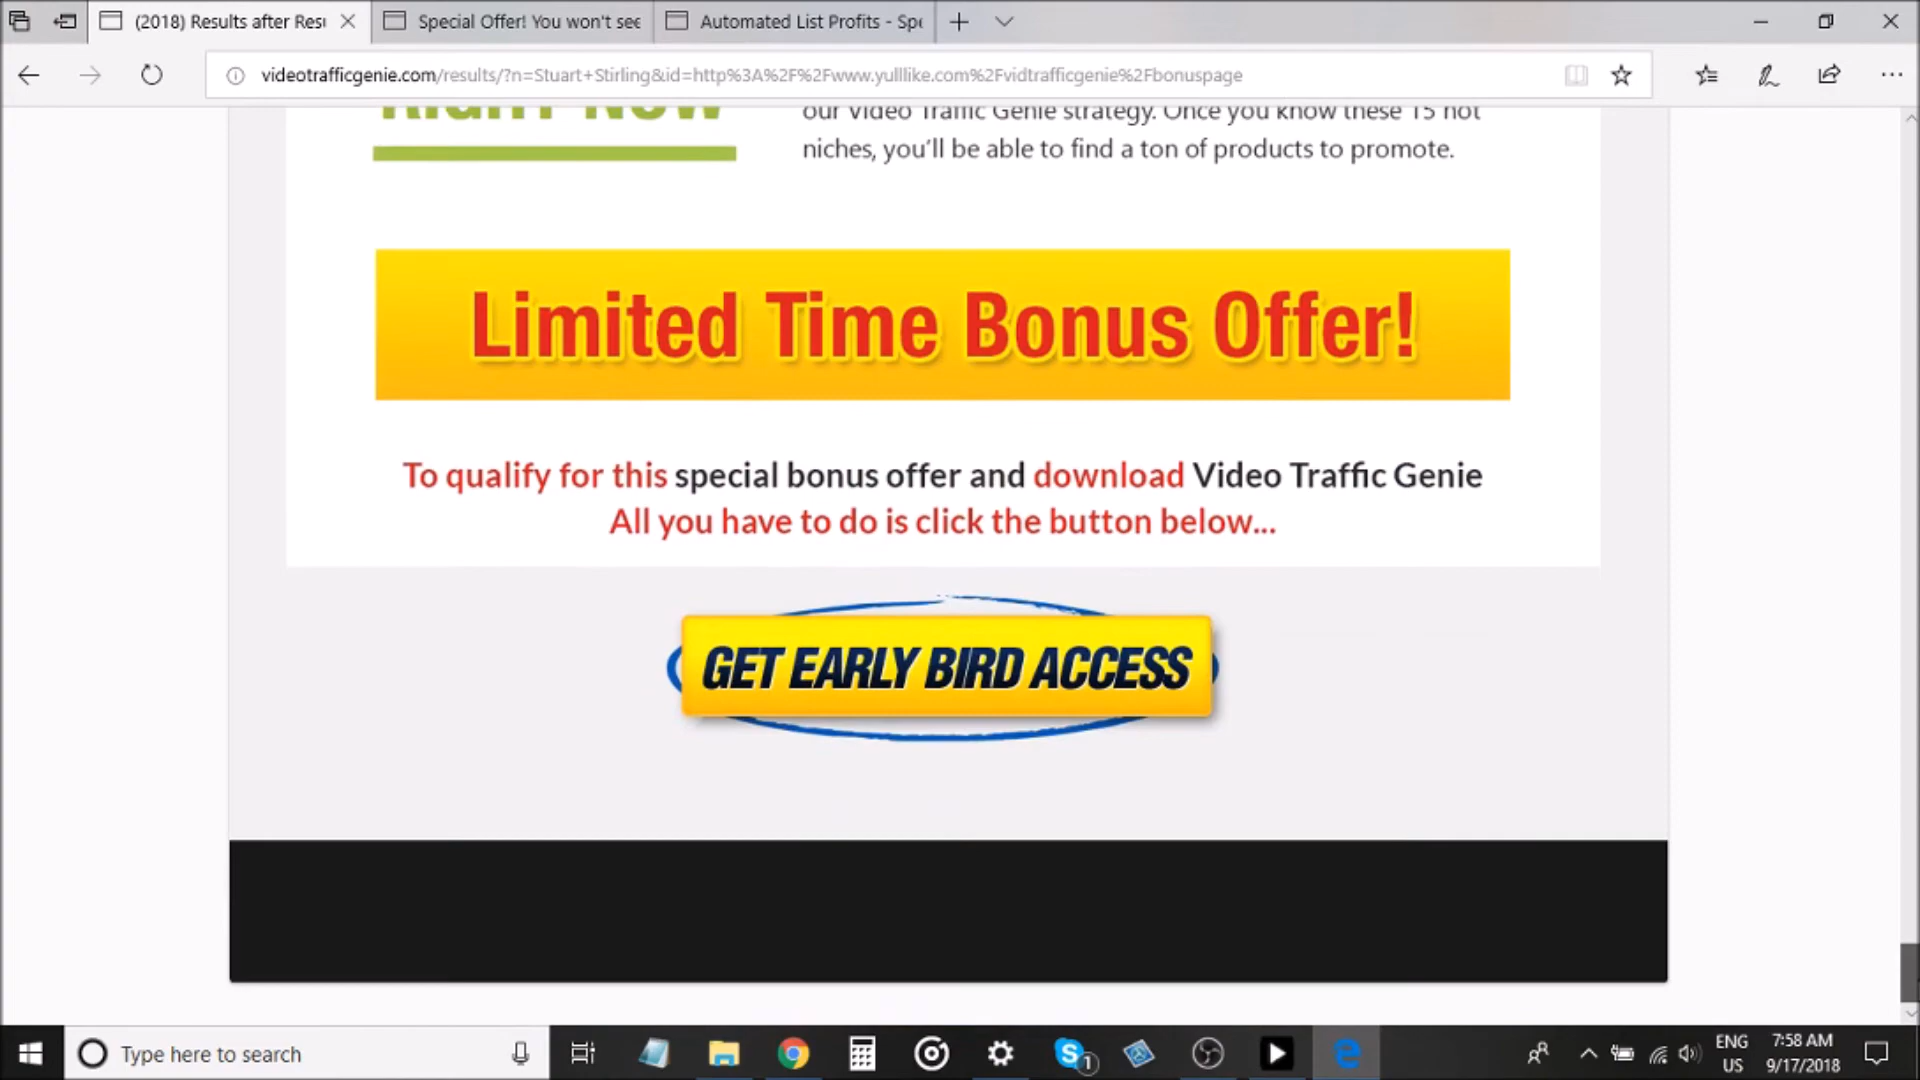 (2018) Results after Resu
Special Offer! You won't see
Automated List Profits - Spe
videotrafficgenie.com/results/?n=Stuart+Stirling&id=http%3A%2F%2Fwww.yulllike.com%2Fvidtrafficgenie%2Fbonuspage
Right Now
our Video Traffic Genie strategy. Once you know these 15 hot
niches, you'll be able to find a ton of products to promote.
Limited Time Bonus Offer!
To qualify for this special bonus offer and download Video Traffic Genie
All you have to do is click the button below...
GET EARLY BIRD ACCESS
Type here to search
1
ENG
US
7:58 AM
9/17/2018